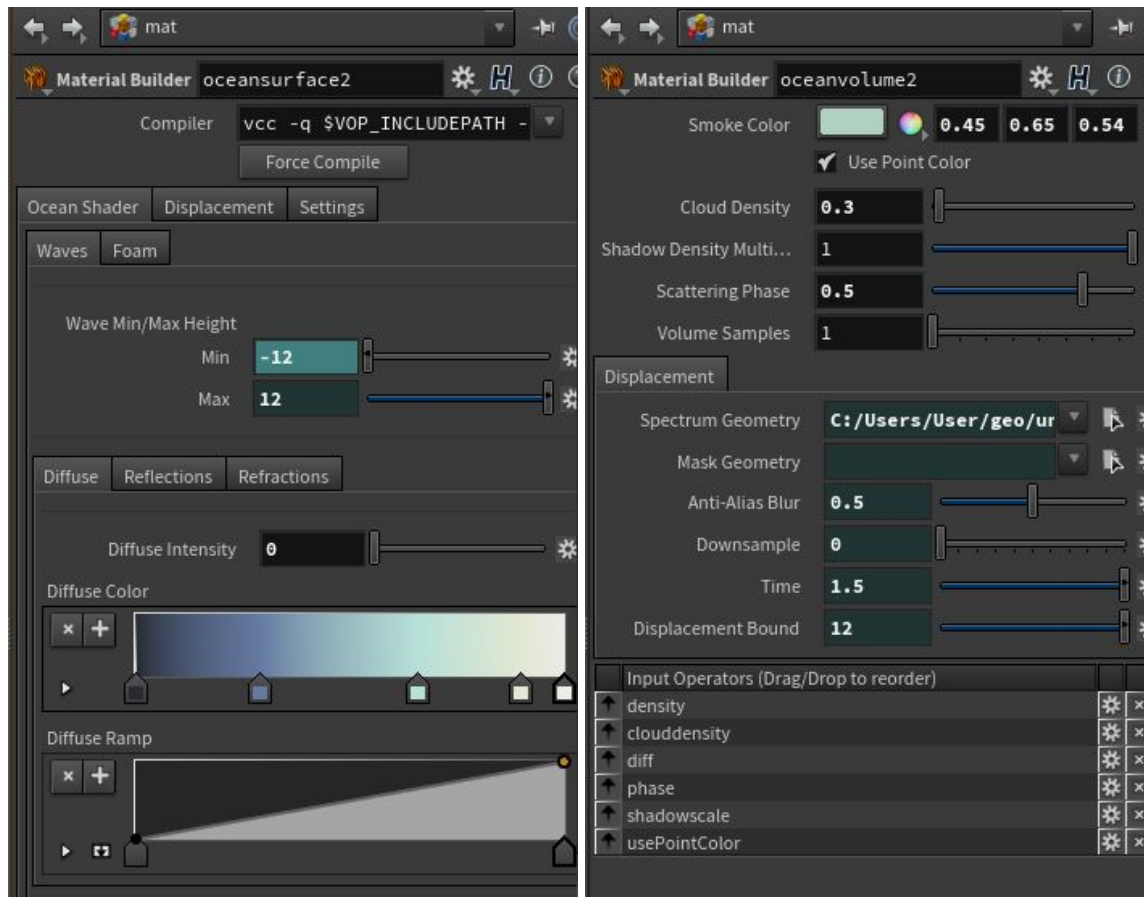 mat
Material Builder oceansurface2
Compiler vcc -q $VOP_INCLUDEPATH -
Force Compile
Ocean Shader Displacement Settings
Waves Foam
Wave Min/Max Height
Min -12
Max 12
Diffuse Reflections Refractions
Diffuse Intensity 0
Diffuse Color
Diffuse Ramp
mat
Material Builder oceanvolume2
Smoke Color 0.45 0.65 0.54
Use Point Color
Cloud Density 0.3
Shadow Density Multi...
1
Scattering Phase 0.5
Volume Samples 1
Displacement
Spectrum Geometry C:/Users/User/geo/ur
Mask Geometry
Anti-Alias Blur 0.5
Downsample 0
Time 1.5
Displacement Bound 12
Input Operators (Drag/Drop to reorder)
density
clouddensity
diff
phase
shadowscale
usePointColor